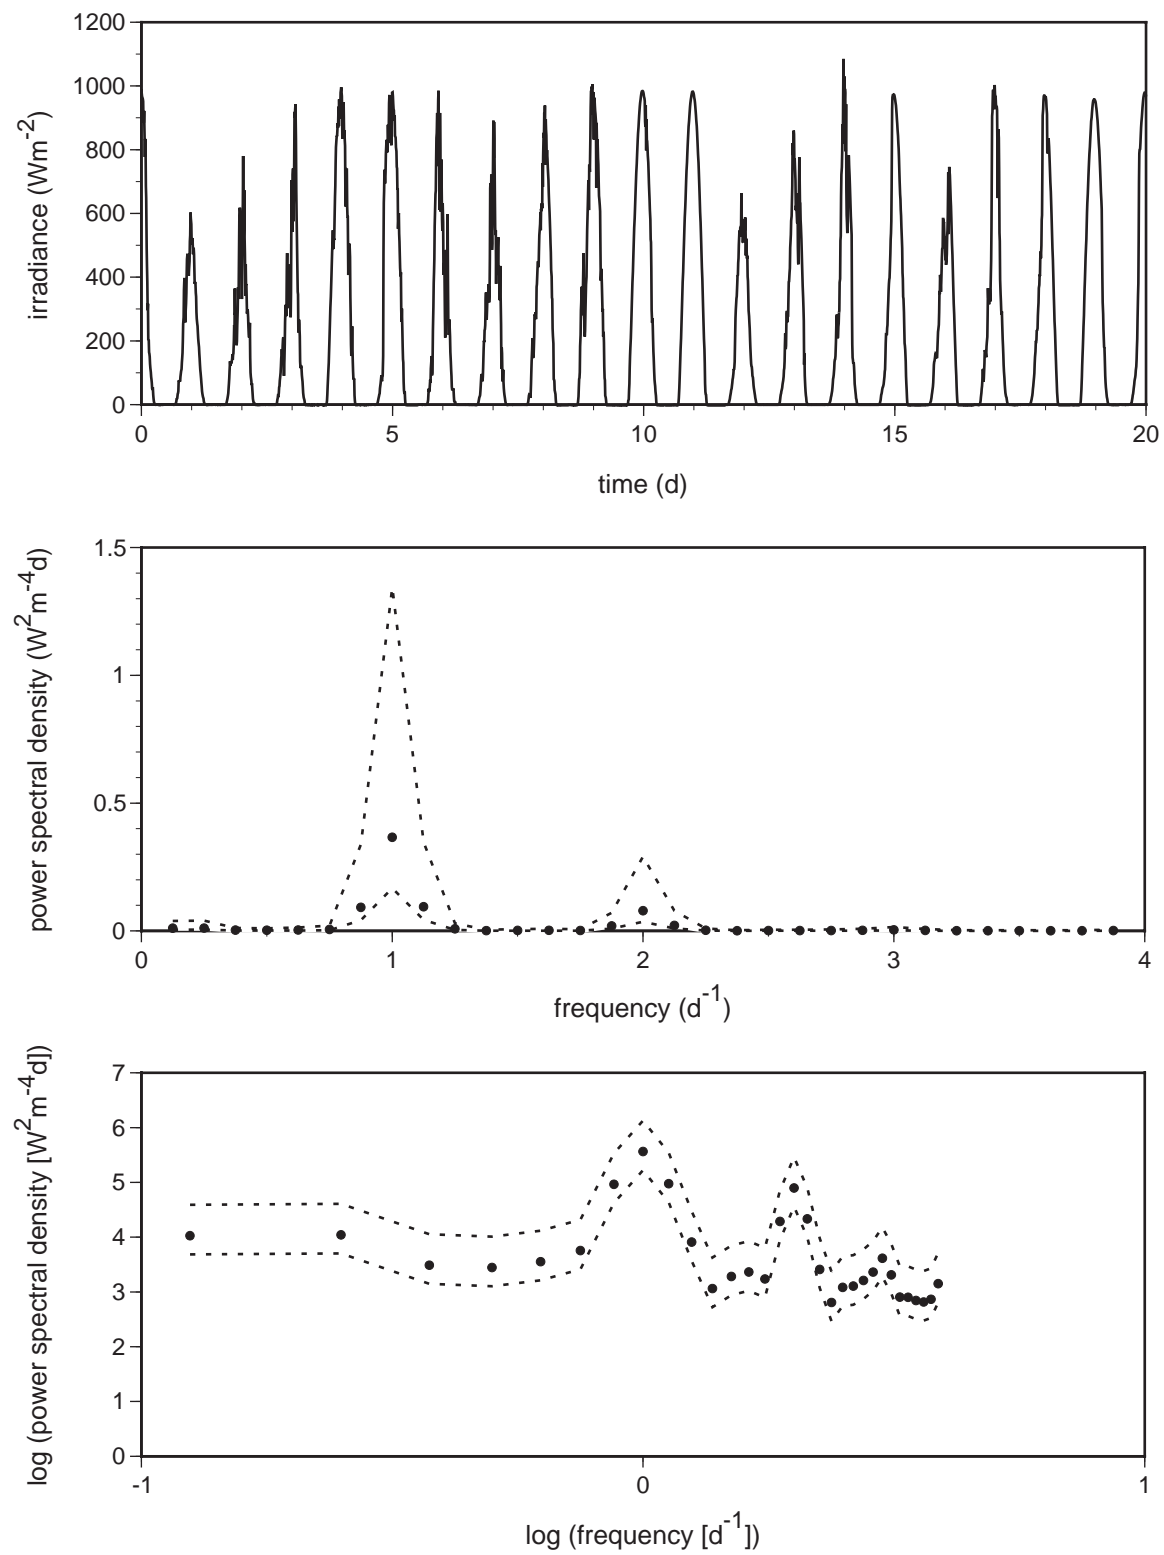 1200
1000
800
600
400
200
0
irradiance (Wm-2)
0 5 10 15 20
time (d)
1.5
1
0.5
0
power spectral density (W2m-4d)
0 1 2 3 4
frequency (d-1)
7
6
5
4
3
2
1
0
log (power spectral density [W2m-4d])
-1 0 1
log (frequency [d-1])